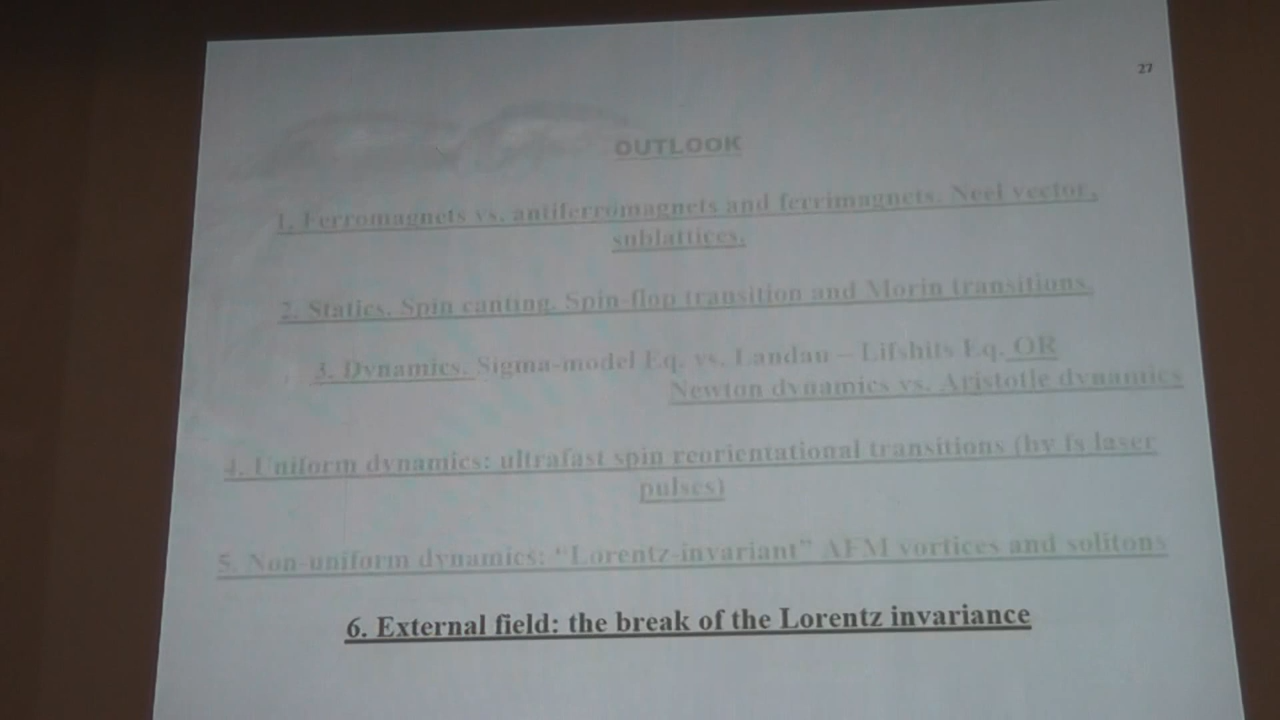 27
OUTLOOK
1. Ferromagnets vs. antiferromagnets and ferrimagnets. Neel vector,
sublattices.
2. Statics. Spin canting. Spin-flop transition and Morin transitions.
3. Dynamics. Sigma-model Eq. vs. Landau – Lifshits Eq. OR
Newton dynamics vs. Aristotle dynamics
4. Uniform dynamics: ultrafast spin reorientational transitions (by fs laser
pulses)
5. Non-uniform dynamics: “Lorentz-invariant” AFM vortices and solitons
6. External field: the break of the Lorentz invariance